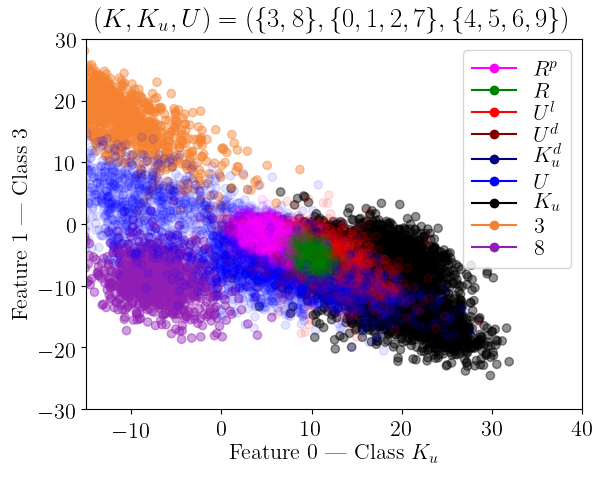 (K, K_u, U) = ({3, 8}, {0, 1, 2, 7}, {4, 5, 6, 9})
30
20
10
0
−10
−20
−30
Feature 1 — Class 3
R^p
R
U^l
U^d
K_u^d
U
K_u
3
8
−10
0
10
20
30
40
Feature 0 — Class K_u